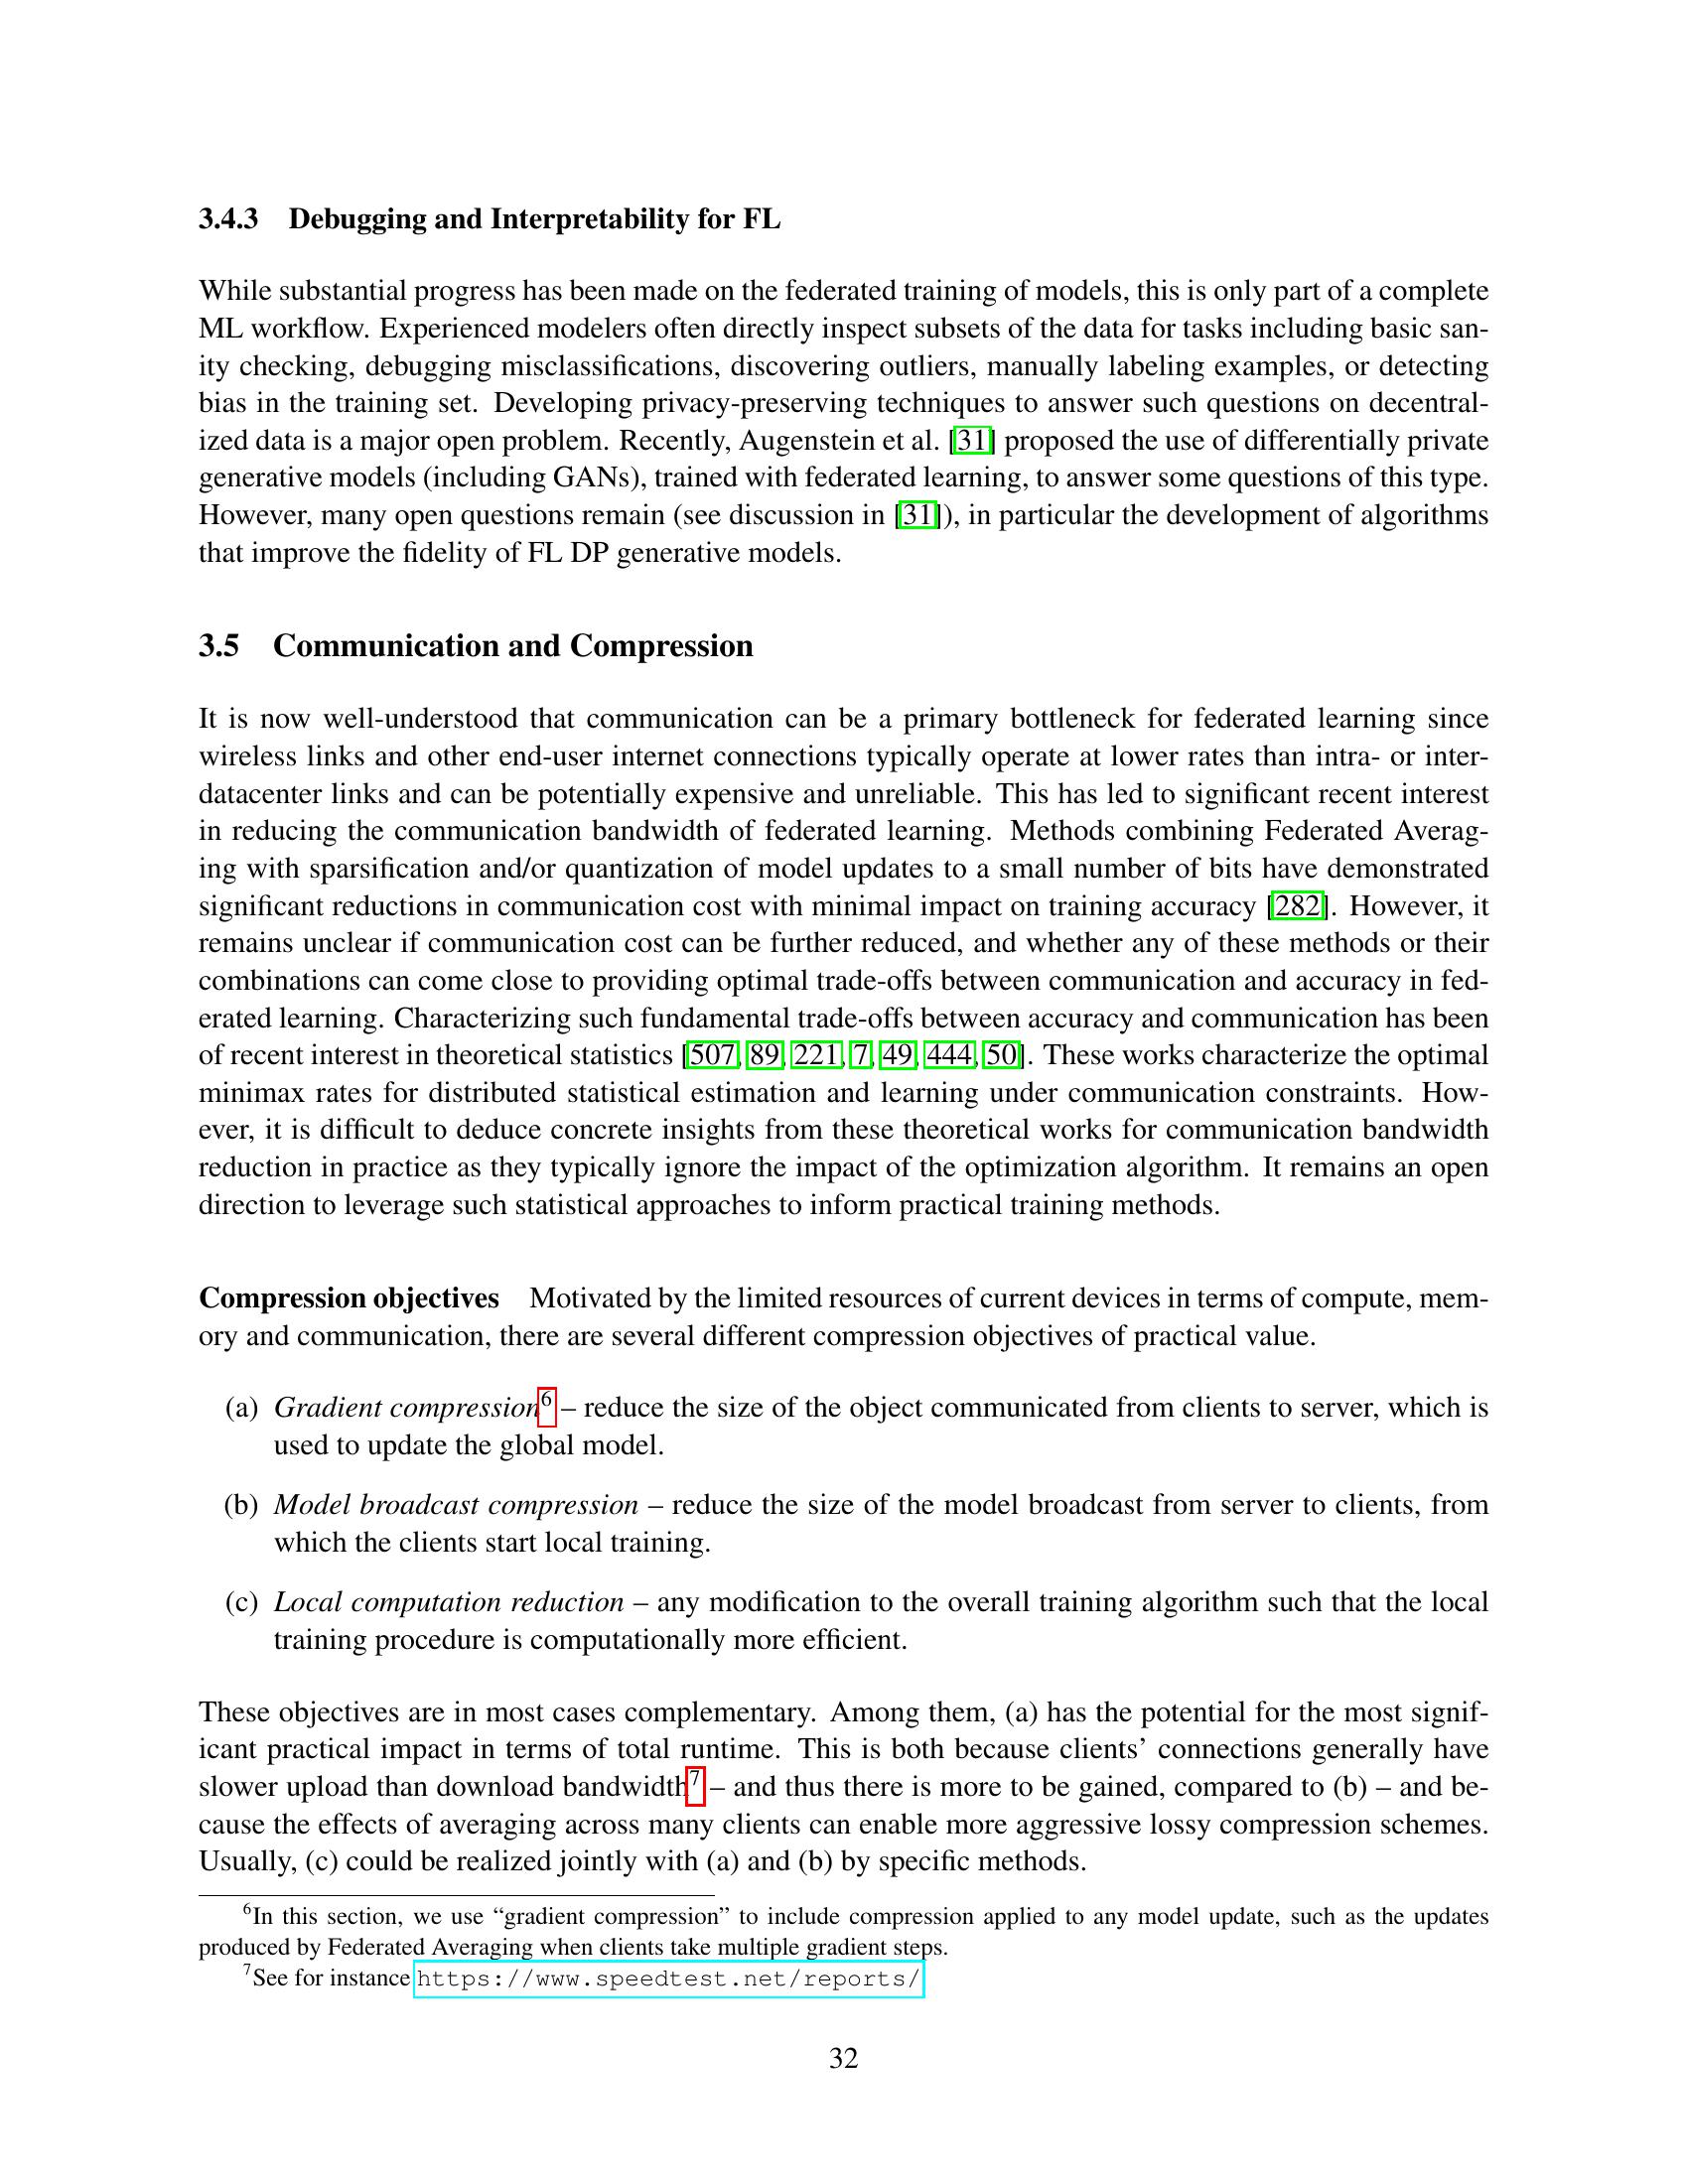 3.4.3 Debugging and Interpretability for FL
While substantial progress has been made on the federated training of models, this is only part of a complete
ML workflow. Experienced modelers often directly inspect subsets of the data for tasks including basic san-
ity checking, debugging misclassifications, discovering outliers, manually labeling examples, or detecting
bias in the training set. Developing privacy-preserving techniques to answer such questions on decentral-
ized data is a major open problem. Recently, Augenstein et al. [31] proposed the use of differentially private
generative models (including GANs), trained with federated learning, to answer some questions of this type.
However, many open questions remain (see discussion in [31]), in particular the development of algorithms
that improve the fidelity of FL DP generative models.
3.5 Communication and Compression
It is now well-understood that communication can be a primary bottleneck for federated learning since
wireless links and other end-user internet connections typically operate at lower rates than intra- or inter-
datacenter links and can be potentially expensive and unreliable. This has led to significant recent interest
in reducing the communication bandwidth of federated learning. Methods combining Federated Averag-
ing with sparsification and/or quantization of model updates to a small number of bits have demonstrated
significant reductions in communication cost with minimal impact on training accuracy [282]. However, it
remains unclear if communication cost can be further reduced, and whether any of these methods or their
combinations can come close to providing optimal trade-offs between communication and accuracy in fed-
erated learning. Characterizing such fundamental trade-offs between accuracy and communication has been
of recent interest in theoretical statistics [507, 89, 221, 7, 49, 444, 50]. These works characterize the optimal
minimax rates for distributed statistical estimation and learning under communication constraints. How-
ever, it is difficult to deduce concrete insights from these theoretical works for communication bandwidth
reduction in practice as they typically ignore the impact of the optimization algorithm. It remains an open
direction to leverage such statistical approaches to inform practical training methods.
Compression objectives Motivated by the limited resources of current devices in terms of compute, mem-
ory and communication, there are several different compression objectives of practical value.
(a) Gradient compression⁶ – reduce the size of the object communicated from clients to server, which is
used to update the global model.
(b) Model broadcast compression – reduce the size of the model broadcast from server to clients, from
which the clients start local training.
(c) Local computation reduction – any modification to the overall training algorithm such that the local
training procedure is computationally more efficient.
These objectives are in most cases complementary. Among them, (a) has the potential for the most signif-
icant practical impact in terms of total runtime. This is both because clients’ connections generally have
slower upload than download bandwidth⁷ – and thus there is more to be gained, compared to (b) – and be-
cause the effects of averaging across many clients can enable more aggressive lossy compression schemes.
Usually, (c) could be realized jointly with (a) and (b) by specific methods.
⁶In this section, we use “gradient compression” to include compression applied to any model update, such as the updates
produced by Federated Averaging when clients take multiple gradient steps.
⁷See for instance https://www.speedtest.net/reports/
32